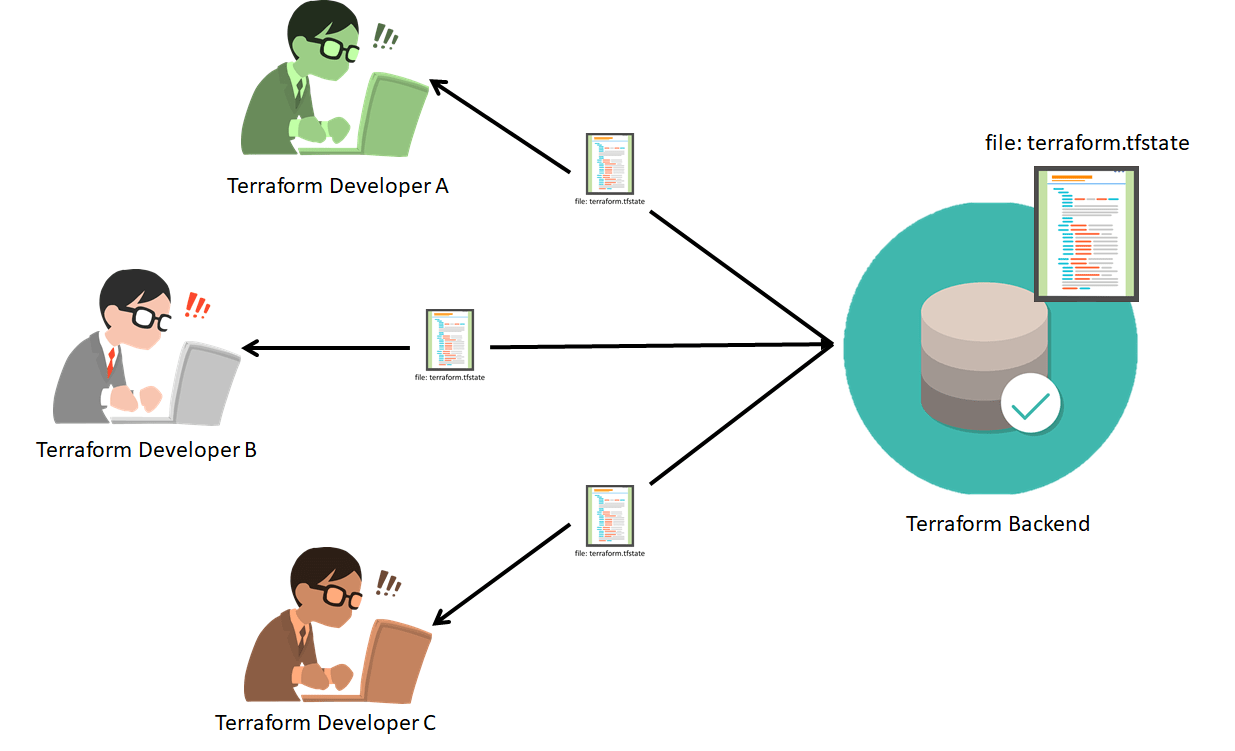 file: terraform.tfstate
Terraform Developer A
file: terraform.tfstate
file: terraform.tfstate
Terraform Developer B
Terraform Backend
file: terraform.tfstate
Terraform Developer C